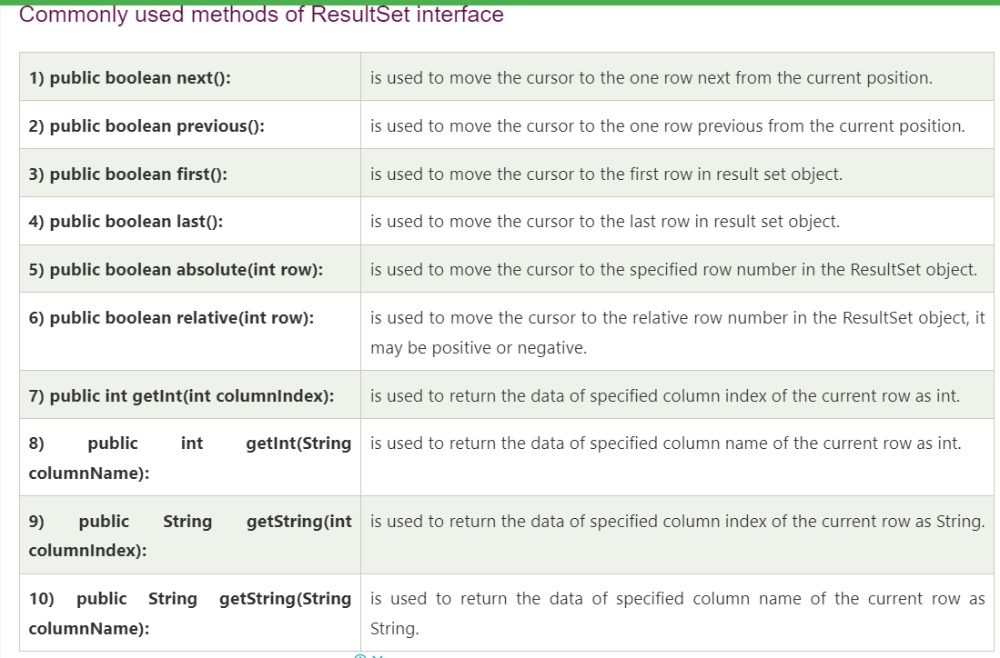 Commonly used methods of ResultSet interface
1) public boolean next(): is used to move the cursor to the one row next from the current position.
2) public boolean previous(): is used to move the cursor to the one row previous from the current position.
3) public boolean first(): is used to move the cursor to the first row in result set object.
4) public boolean last(): is used to move the cursor to the last row in result set object.
5) public boolean absolute(int row): is used to move the cursor to the specified row number in the ResultSet object.
6) public boolean relative(int row): is used to move the cursor to the relative row number in the ResultSet object, it
may be positive or negative.
7) public int getInt(int columnIndex): is used to return the data of specified column index of the current row as int.
8) public int getInt(String
columnName):
is used to return the data of specified column name of the current row as int.
9) public String getString(int
columnIndex):
is used to return the data of specified column index of the current row as String.
10) public String getString(String
columnName):
is used to return the data of specified column name of the current row as
String.